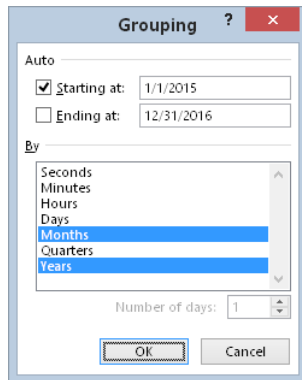 Grouping ? ×
Auto
Starting at: 1/1/2015
Ending at: 12/31/2016
By
Seconds
Minutes
Hours
Days
Months
Quarters
Years
Number of days: 1
OK Cancel